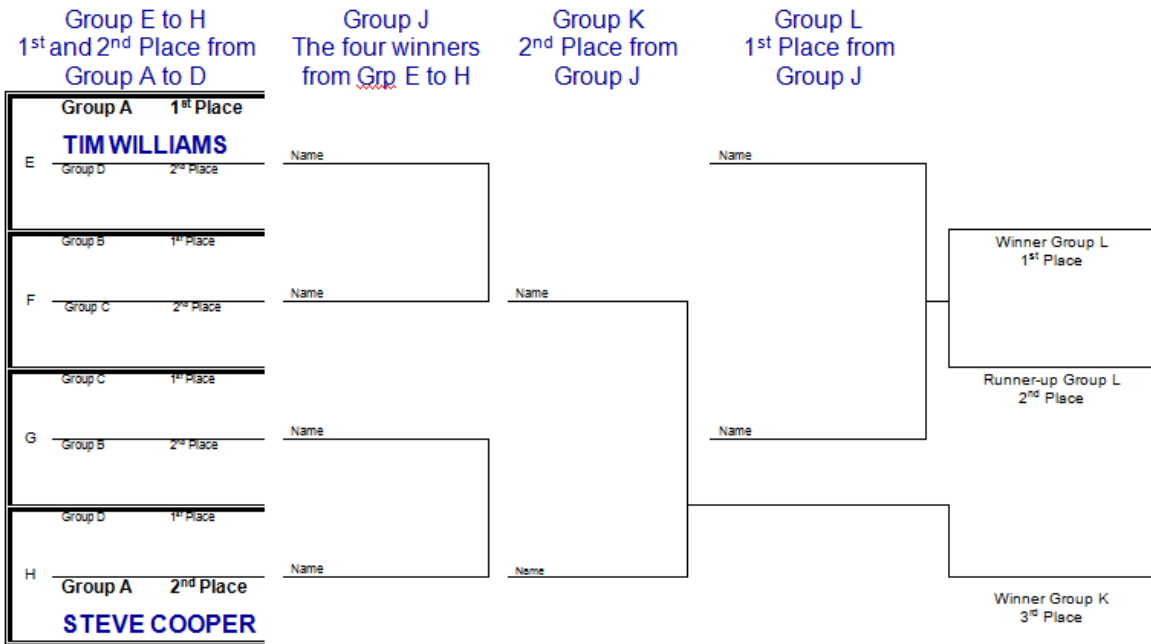 Group E to H
1st and 2nd Place from
Group A to D
Group J
The four winners
from Grp E to H
Group K
2nd Place from
Group J
Group L
1st Place from
Group J
Group A 1st Place
TIM WILLIAMS
E
Group D 2nd Place
Group B 1st Place
F
Group C 2nd Place
Group C 1st Place
G
Group B 2nd Place
Group D 1st Place
H
Group A 2nd Place
STEVE COOPER
Name
Name
Name
Name
Name
Name
Name
Name
Winner Group L
1st Place
Runner-up Group L
2nd Place
Winner Group K
3rd Place